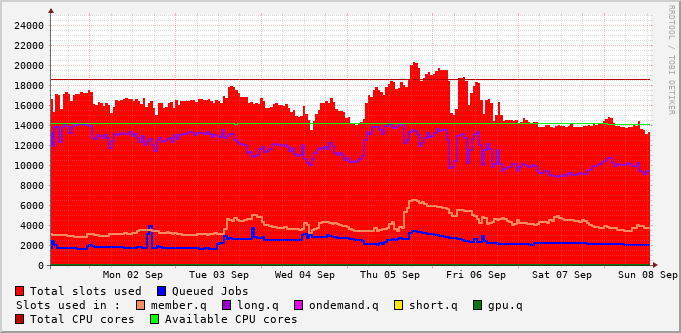 RRDTOOL / TOBI OETIKER
24000
22000
20000
18000
16000
14000
12000
10000
8000
6000
4000
2000
0
Mon 02 Sep Tue 03 Sep Wed 04 Sep Thu 05 Sep Fri 06 Sep Sat 07 Sep Sun 08 Sep
Total slots used Queued Jobs
Slots used in : member.q long.q ondemand.q short.q gpu.q
Total CPU cores Available CPU cores